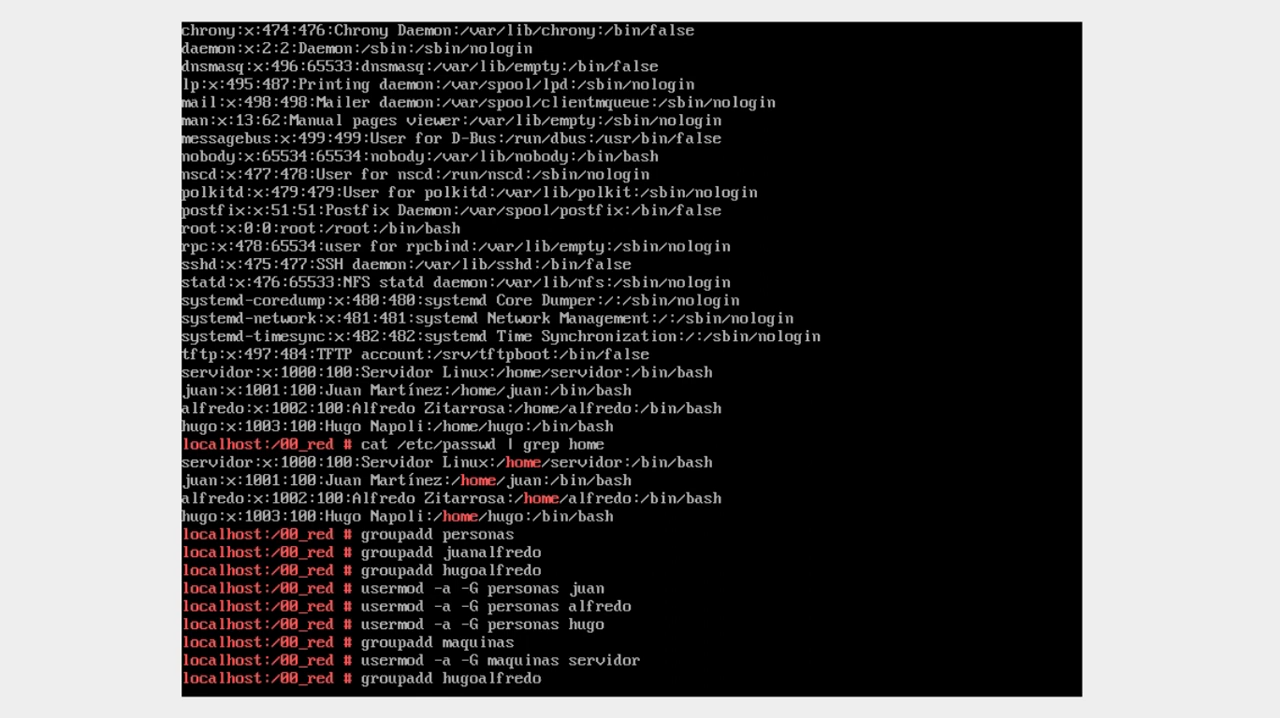 chrony:x:474:476:Chrony Daemon:/var/lib/chrony:/bin/false
daemon:x:2:2:Daemon:/sbin:/sbin/nologin
dnsmasq:x:496:65533:dnsmasq:/var/lib/empty:/bin/false
lp:x:495:487:Printing daemon:/var/spool/lpd:/sbin/nologin
mail:x:498:498:Mailer daemon:/var/spool/clientmqueue:/sbin/nologin
man:x:13:62:Manual pages viewer:/var/lib/empty:/sbin/nologin
messagebus:x:499:499:User for D-Bus:/run/dbus:/usr/bin/false
nobody:x:65534:65534:nobody:/var/lib/nobody:/bin/bash
nscd:x:477:478:User for nscd:/run/nscd:/sbin/nologin
polkitd:x:479:479:User for polkitd:/var/lib/polkit:/sbin/nologin
postfix:x:51:51:Postfix Daemon:/var/spool/postfix:/bin/false
root:x:0:0:root:/root:/bin/bash
rpc:x:478:65534:user for rpcbind:/var/lib/empty:/sbin/nologin
sshd:x:475:477:SSH daemon:/var/lib/sshd:/bin/false
statd:x:476:65533:NFS statd daemon:/var/lib/nfs:/sbin/nologin
systemd-coredump:x:480:480:systemd Core Dumper:/:/sbin/nologin
systemd-network:x:481:481:systemd Network Management:/:/sbin/nologin
systemd-timesync:x:482:482:systemd Time Synchronization:/:/sbin/nologin
tftp:x:497:484:TFTP account:/srv/tftpboot:/bin/false
servidor:x:1000:100:Servidor Linux:/home/servidor:/bin/bash
juan:x:1001:100:Juan Martínez:/home/juan:/bin/bash
alfredo:x:1002:100:Alfredo Zitarrosa:/home/alfredo:/bin/bash
hugo:x:1003:100:Hugo Napoli:/home/hugo:/bin/bash
localhost:/00_red # cat /etc/passwd | grep home
servidor:x:1000:100:Servidor Linux:/home/servidor:/bin/bash
juan:x:1001:100:Juan Martínez:/home/juan:/bin/bash
alfredo:x:1002:100:Alfredo Zitarrosa:/home/alfredo:/bin/bash
hugo:x:1003:100:Hugo Napoli:/home/hugo:/bin/bash
localhost:/00_red # groupadd personas
localhost:/00_red # groupadd juanalfredo
localhost:/00_red # groupadd hugoalfredo
localhost:/00_red # usermod -a -G personas juan
localhost:/00_red # usermod -a -G personas alfredo
localhost:/00_red # usermod -a -G personas hugo
localhost:/00_red # groupadd maquinas
localhost:/00_red # usermod -a -G maquinas servidor
localhost:/00_red # groupadd hugoalfredo